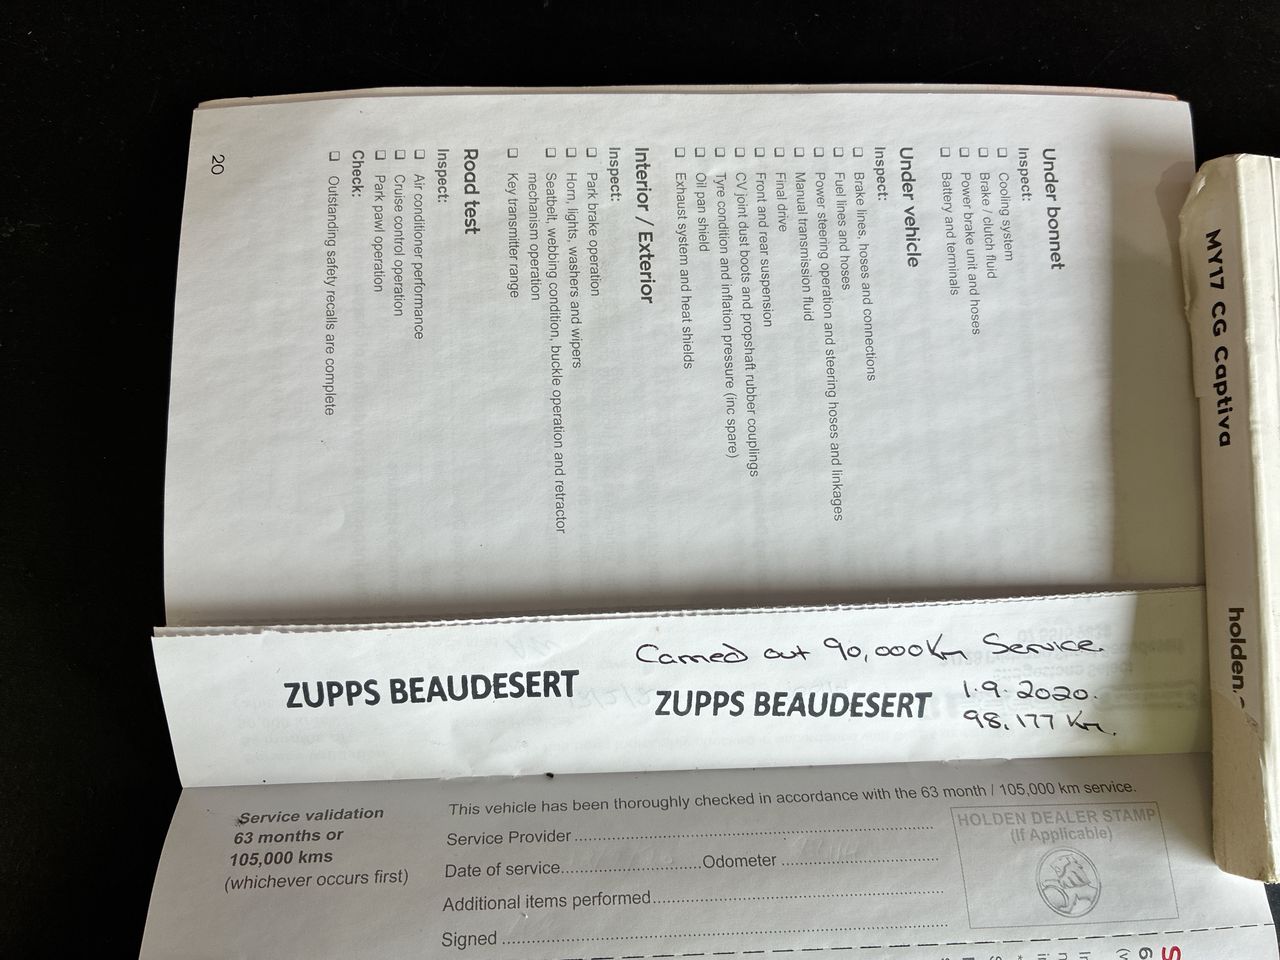 Under bonnet
Inspect:
❑ Cooling system
❑ Brake / clutch fluid
❑ Power brake unit and hoses
❑ Battery and terminals
Under vehicle
Inspect:
❑ Brake lines, hoses and connections
❑ Fuel lines and hoses
❑ Power steering operation and steering hoses and linkages
❑ Manual transmission fluid
❑ Final drive
❑ Front and rear suspension
❑ CV joint dust boots and propshaft rubber couplings
❑ Tyre condition and inflation pressure (inc spare)
❑ Oil pan shield
❑ Exhaust system and heat shields
Interior / Exterior
Inspect:
❑ Park brake operation
❑ Horn, lights, washers and wipers
❑ Seatbelt, webbing condition, buckle operation and retractor
mechanism operation
❑ Key transmitter range
Road test
Inspect:
❑ Air conditioner performance
❑ Cruise control operation
❑ Park pawl operation
Check:
❑ Outstanding safety recalls are complete
20
MY17 CG Captiva
holden.
Carried out 90,000Km Service.
ZUPPS BEAUDESERT
ZUPPS BEAUDESERT
1.9.2020.
98,177 Km.
Service validation
63 months or
105,000 kms
(whichever occurs first)
This vehicle has been thoroughly checked in accordance with the 63 month / 105,000 km service.
Service Provider
Date of service Odometer
Additional items performed
Signed
HOLDEN DEALER STAMP
(If Applicable)